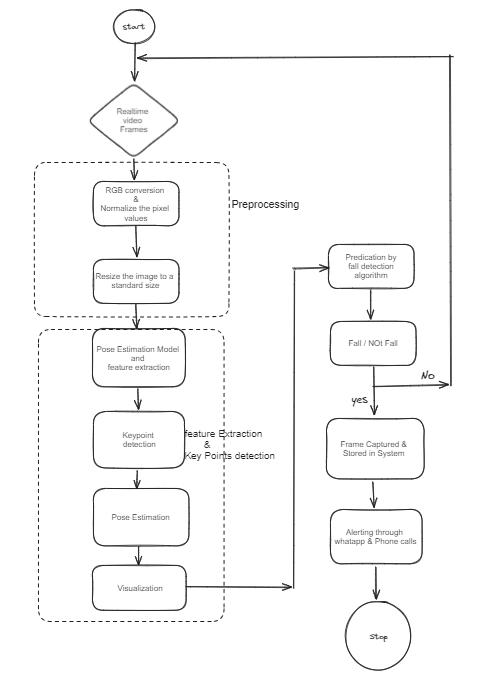 start
Realtime
video
Frames
RGB conversion
&
Normalize the pixel
values
Preprocessing
Resize the image to a
standard size
Pose Estimation Model
and
feature extraction
Keypoint
detection
feature Extraction
&
Key Points detection
Pose Estimation
Visualization
Predication by
fall detection
algorithm
Fall / NOt Fall
No
yes
Frame Captured &
Stored in System
Alerting through
whatapp & Phone calls
Stop